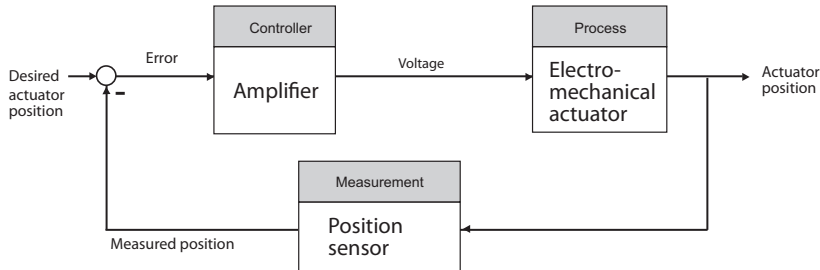 Controller
Process
Desired
actuator
position
Error
Amplifier
Voltage
Electro-
mechanical
actuator
Actuator
position
-
Measurement
Measured position
Position
sensor